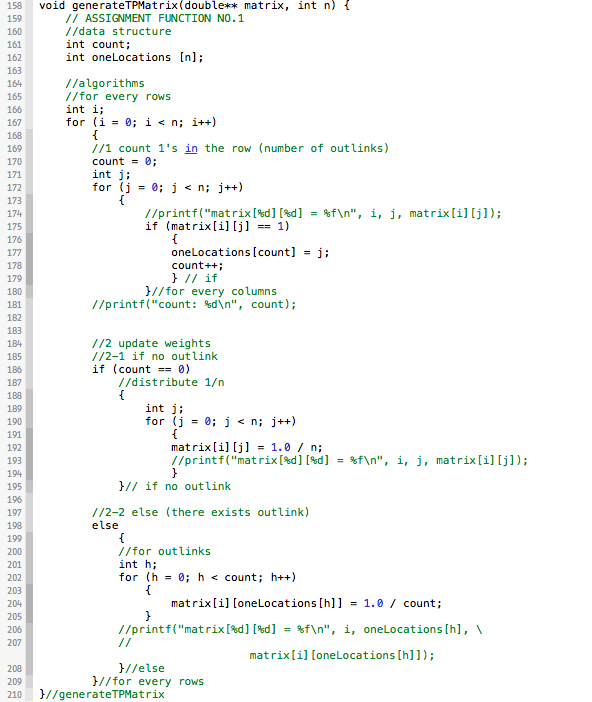 158 void generateTPMatrix(double** matrix, int n) {
159     // ASSIGNMENT FUNCTION NO.1
160     //data structure
161     int count;
162     int oneLocations [n];
163
164     //algorithms
165     //for every rows
166     int i;
167     for (i = 0; i < n; i++)
168         {
169         //1 count 1's in the row (number of outlinks)
170         count = 0;
171         int j;
172         for (j = 0; j < n; j++)
173             {
174                 //printf("matrix[%d][%d] = %f\n", i, j, matrix[i][j]);
175                 if (matrix[i][j] == 1)
176                     {
177                     oneLocations[count] = j;
178                     count++;
179                     } // if
180                 }//for every columns
181         //printf("count: %d\n", count);
182
183
184         //2 update weights
185         //2-1 if no outlink
186         if (count == 0)
187             //distribute 1/n
188             {
189                 int j;
190                 for (j = 0; j < n; j++)
191                     {
192                     matrix[i][j] = 1.0 / n;
193                     //printf("matrix[%d][%d] = %f\n", i, j, matrix[i][j]);
194                     }
195             }// if no outlink
196
197         //2-2 else (there exists outlink)
198         else
199             {
200             //for outlinks
201             int h;
202             for (h = 0; h < count; h++)
203                 {
204                     matrix[i][oneLocations[h]] = 1.0 / count;
205                 }
206             //printf("matrix[%d][%d] = %f\n", i, oneLocations[h], \
207             //
                                matrix[i][oneLocations[h]]);
208             }//else
209         }//for every rows
210 }//generateTPMatrix